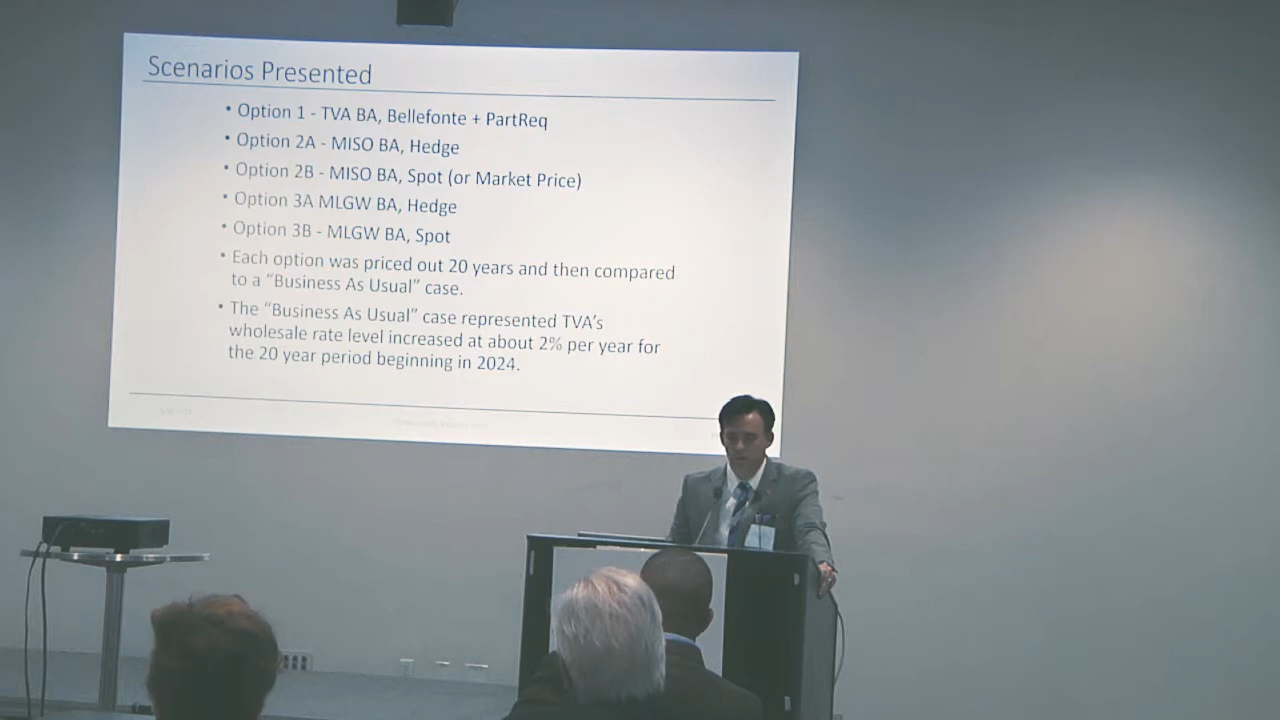 Scenarios Presented
• Option 1 - TVA BA, Bellefonte + PartReq
• Option 2A - MISO BA, Hedge
• Option 2B - MISO BA, Spot (or Market Price)
• Option 3A MLGW BA, Hedge
• Option 3B - MLGW BA, Spot
• Each option was priced out 20 years and then compared
to a “Business As Usual” case.
• The “Business As Usual” case represented TVA’s
wholesale rate level increased at about 2% per year for
the 20 year period beginning in 2024.